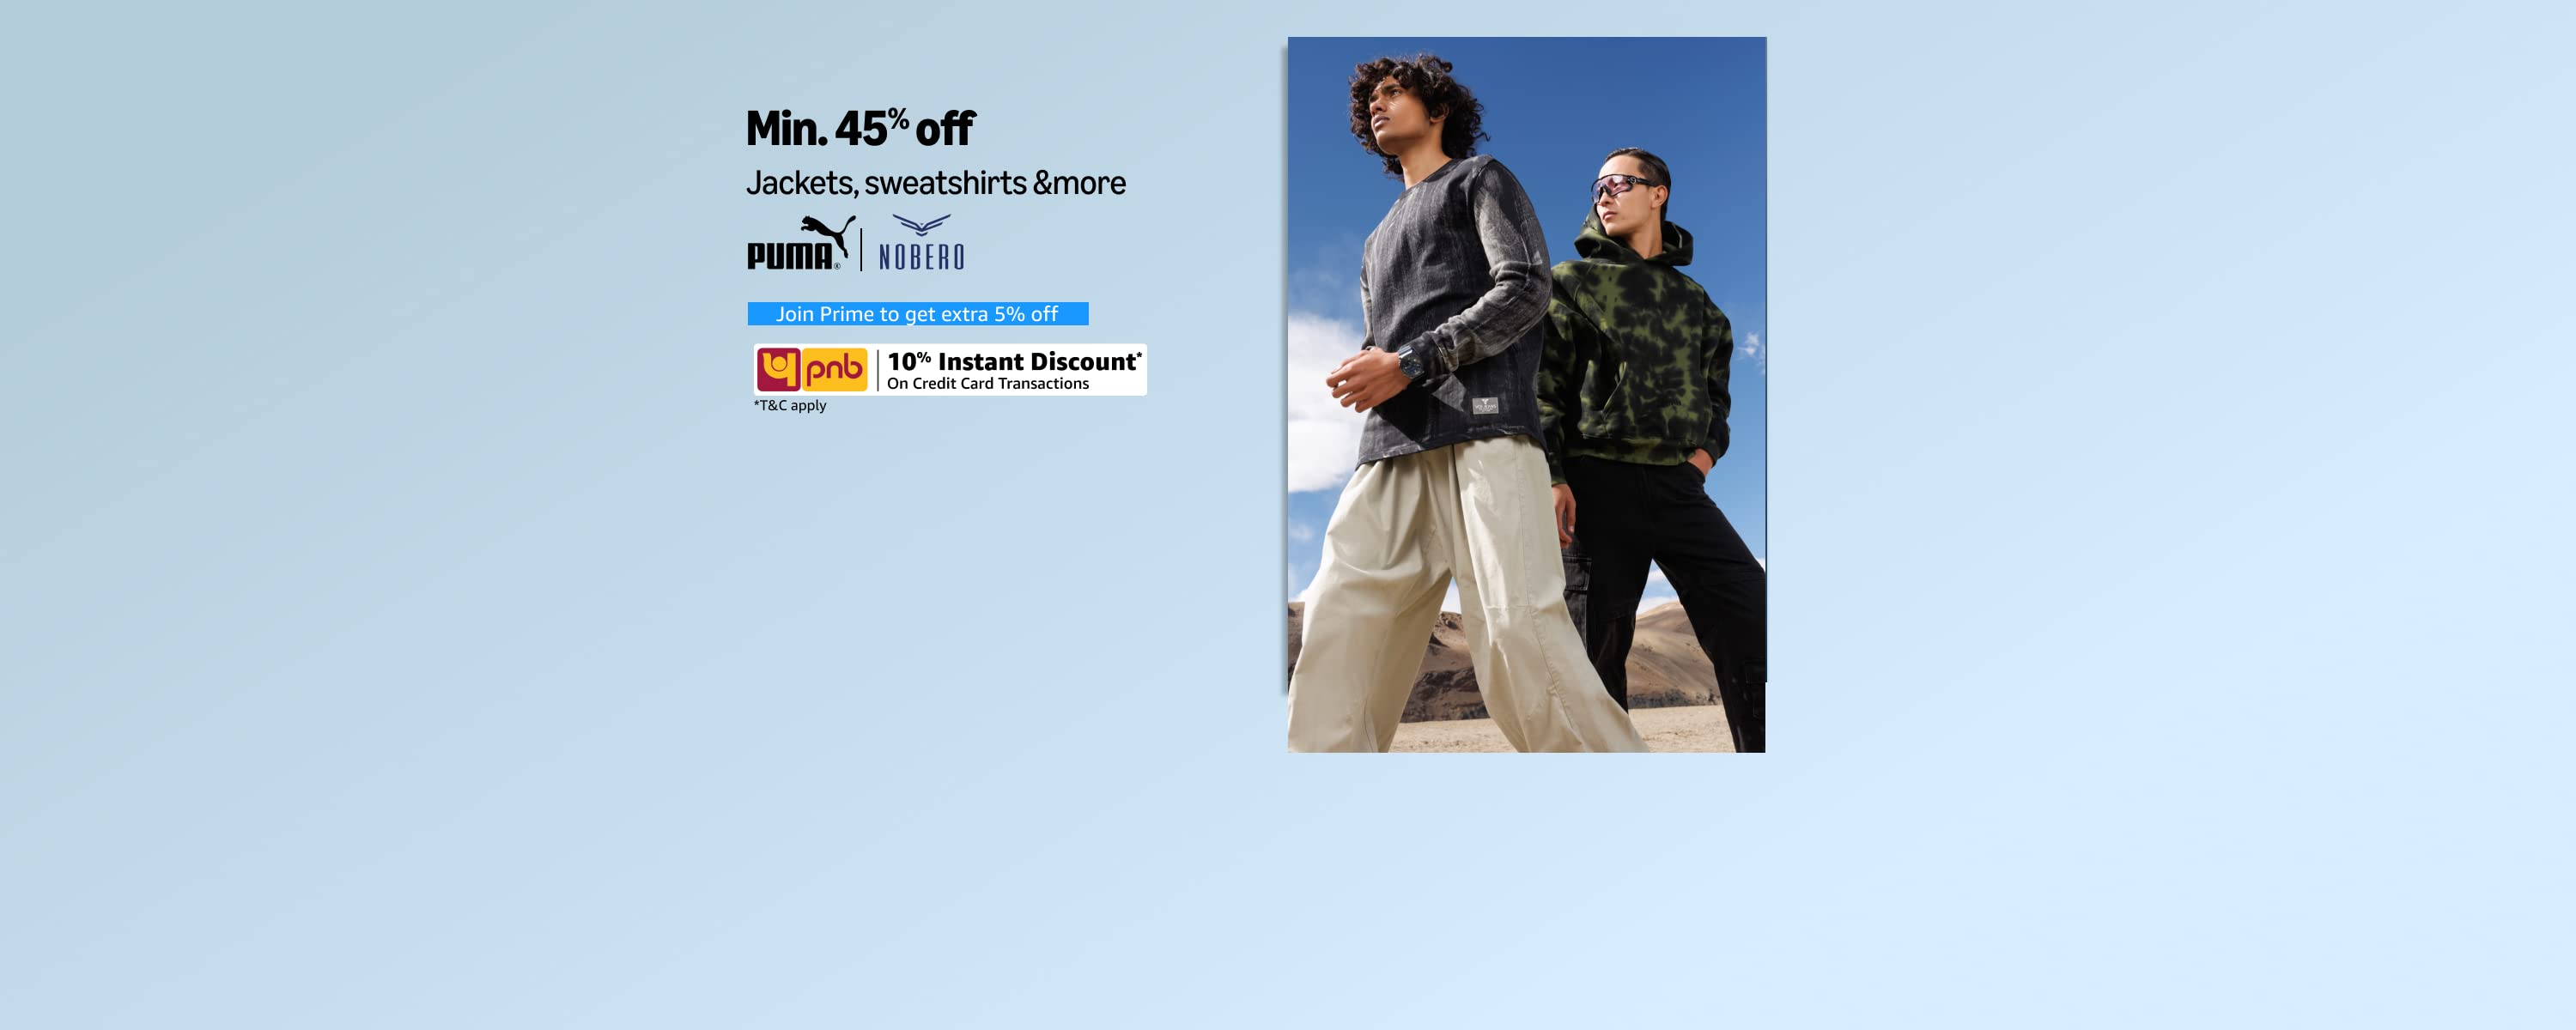 Min. 45% off
Jackets, sweatshirts &more
PUMA®
NOBERO
Join Prime to get extra 5% off
प pnb
10% Instant Discount*
On Credit Card Transactions
*T&C apply